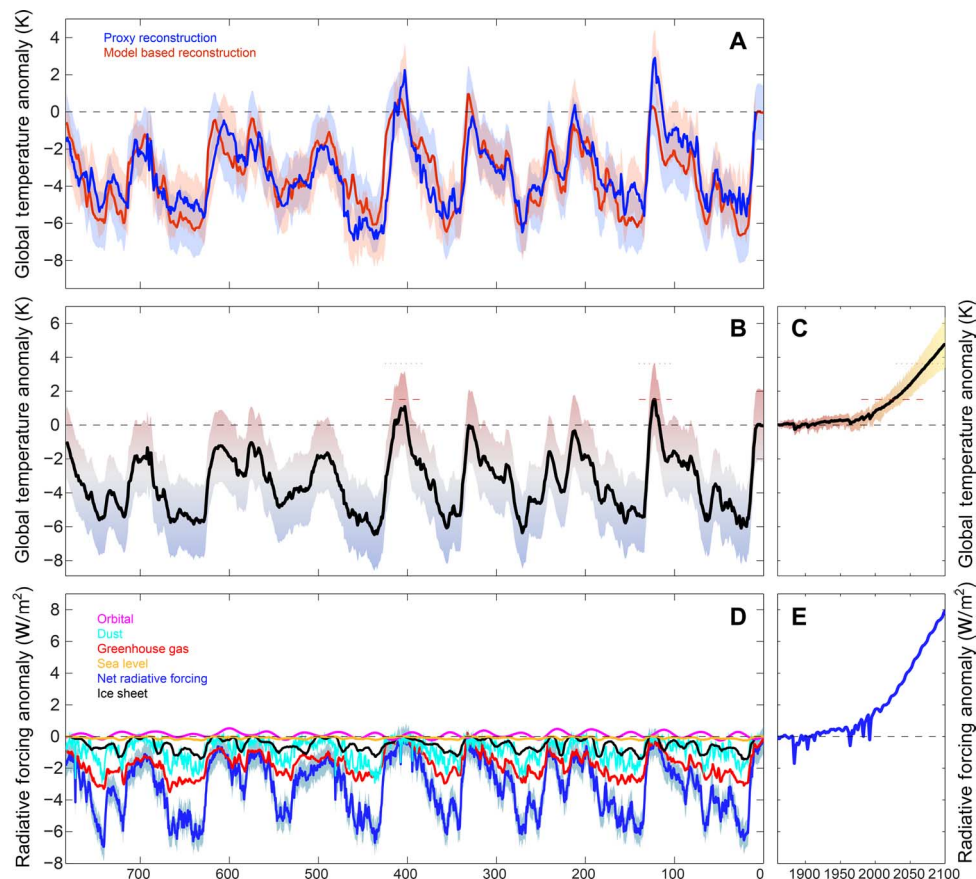 Global temperature anomaly (K)
4
2
0
−2
−4
−6
−8
Proxy reconstruction
Model based reconstruction
A
Global temperature anomaly (K)
6
4
2
0
−2
−4
−6
−8
B
C
Global temperature anomaly (K)
Radiative forcing anomaly (W/m²)
8
6
4
2
0
−2
−4
−6
−8
Orbital
Dust
Greenhouse gas
Sea level
Net radiative forcing
Ice sheet
D
E
Radiative forcing anomaly (W/m²)
700 600 500 400 300 200 100 0
1900 1950 2000 2050 2100